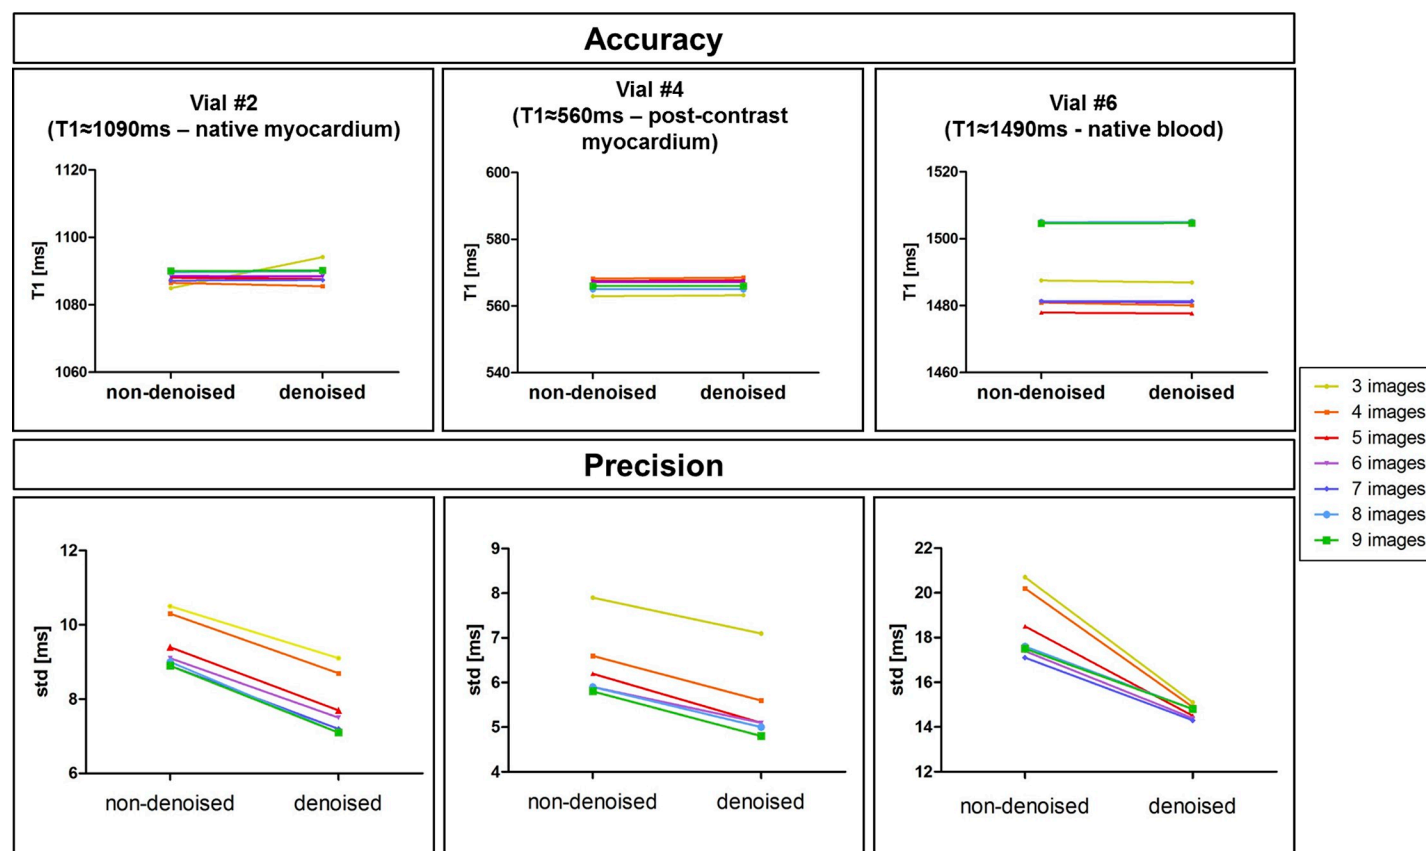 Accuracy
Vial #2
(T1≈1090ms – native myocardium)
1120
1100
1080
1060
T1 [ms]
non-denoised
denoised
Vial #4
(T1≈560ms – post-contrast
myocardium)
600
580
560
540
T1 [ms]
non-denoised
denoised
Vial #6
(T1≈1490ms - native blood)
1520
1500
1480
1460
T1 [ms]
non-denoised
denoised
3 images
4 images
5 images
6 images
7 images
8 images
9 images
Precision
12
10
8
6
std [ms]
non-denoised
denoised
9
8
7
6
5
4
std [ms]
non-denoised
denoised
22
20
18
16
14
12
std [ms]
non-denoised
denoised